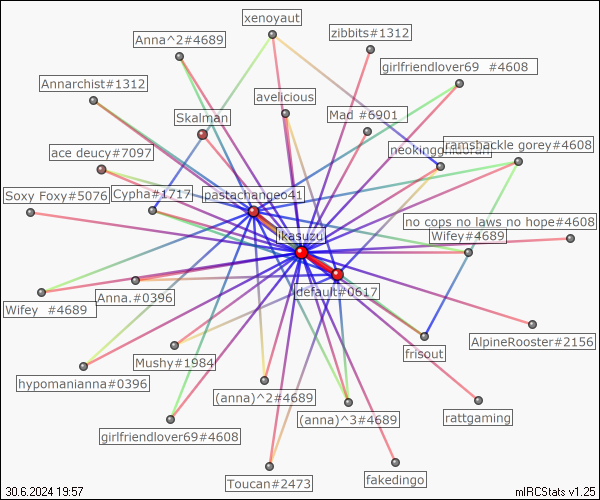 xenoyaut
zibbits#1312
Anna^2#4689
girlfriendlover69 #4608
Annarchist#1312
avelicious
Mad #6901
Skalman
ramshackle gorey#4608
ace deucy#7097
Soxy Foxy#5076
Cypha#1717
pastachangeo41
no cops no laws no hope#4608
ikasuzu
Wifey#4689
default#0617
Anna.#0396
Wifey #4689
AlpineRooster#2156
frisout
Mushy#1984
hypomanianna#0396
(anna)^2#4689
(anna)^3#4689
rattgaming
girlfriendlover69#4608
Toucan#2473
fakedingo
30.6.2024 19:57
mIRCStats v1.25